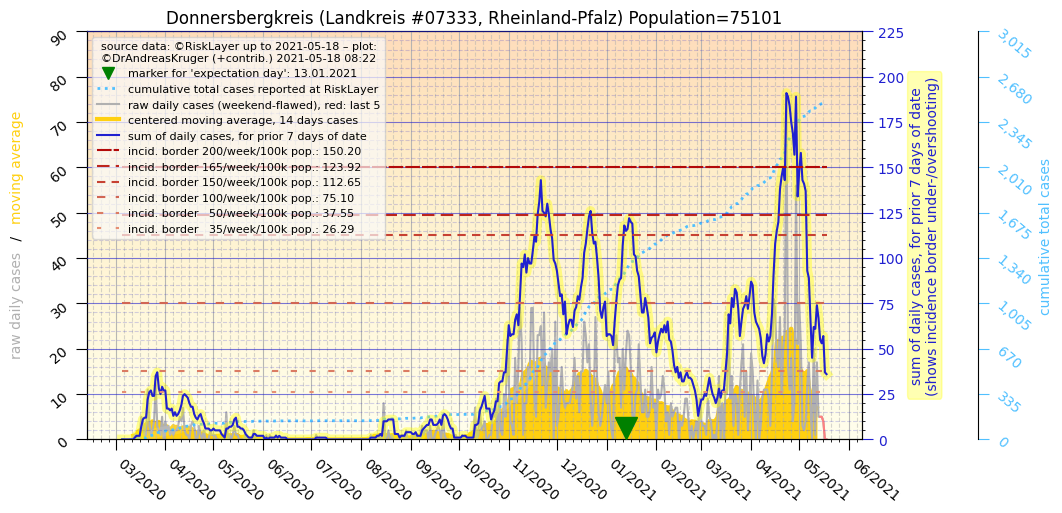 Donnersbergkreis (Landkreis #07333, Rheinland-Pfalz) Population=75101
source data: ©RiskLayer up to 2021-05-18 – plot:
©DrAndreasKruger (+contrib.) 2021-05-18 08:22
marker for 'expectation day': 13.01.2021
cumulative total cases reported at RiskLayer
raw daily cases (weekend-flawed), red: last 5
centered moving average, 14 days cases
sum of daily cases, for prior 7 days of date
incid. border 200/week/100k pop.: 150.20
incid. border 165/week/100k pop.: 123.92
incid. border 150/week/100k pop.: 112.65
incid. border 100/week/100k pop.: 75.10
incid. border 50/week/100k pop.: 37.55
incid. border 35/week/100k pop.: 26.29
raw daily cases / moving average
90
80
70
60
50
40
30
20
10
0
225
200
175
150
125
100
75
50
25
0
sum of daily cases, for prior 7 days of date
(shows incidence border under-/overshooting)
3,015
2,680
2,345
2,010
1,675
1,340
1,005
670
335
0
cumulative total cases
03/2020
04/2020
05/2020
06/2020
07/2020
08/2020
09/2020
10/2020
11/2020
12/2020
01/2021
02/2021
03/2021
04/2021
05/2021
06/2021